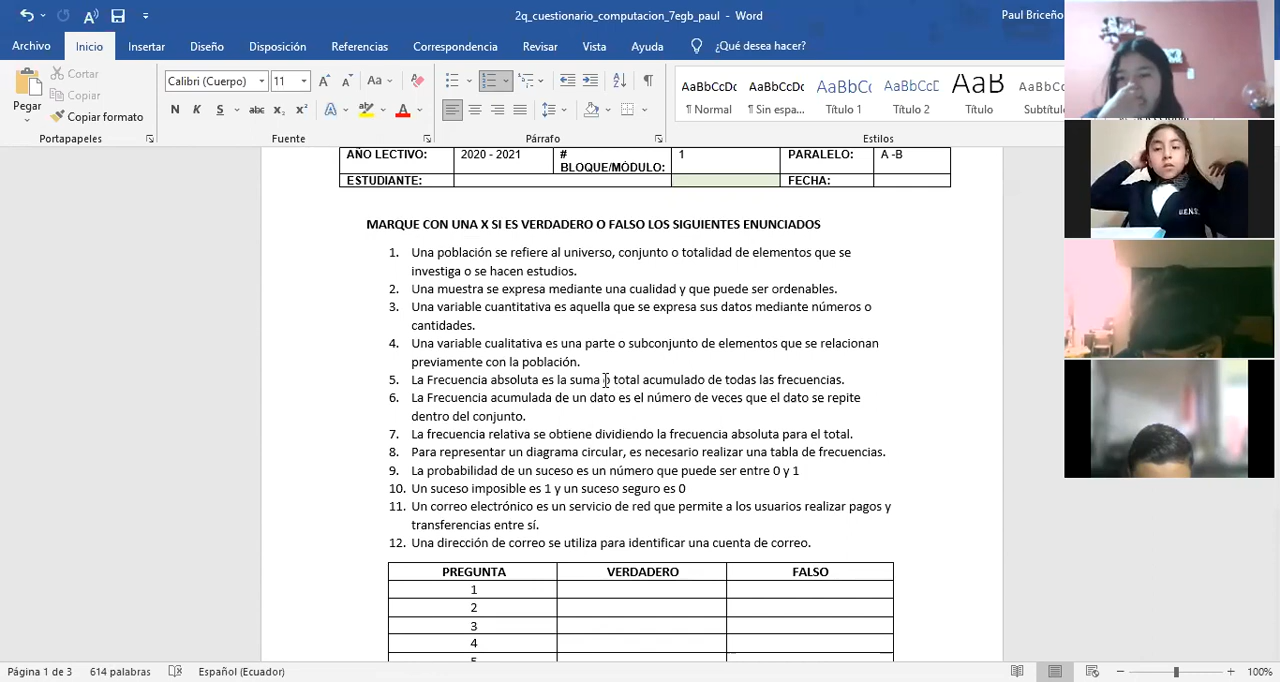 2q_cuestionario_computacion_7egb_paul - Word
Paul Briceño
Archivo Inicio Insertar Diseño Disposición Referencias Correspondencia Revisar Vista Ayuda ¿Qué desea hacer?
Pegar
Cortar
Copiar
Copiar formato
Calibri (Cuerpo) 11
N K S abc x₂ x²
AaBbCcDc AaBbCcDc AaBbC AaBbCcD AaB AaBbC
¶ Normal ¶ Sin espa... Título 1 Título 2 Título Subtítu
Portapapeles Fuente Párrafo Estilos
AÑO LECTIVO: 2020 - 2021 # BLOQUE/MÓDULO: 1 PARALELO: A -B
ESTUDIANTE: FECHA:
MARQUE CON UNA X SI ES VERDADERO O FALSO LOS SIGUIENTES ENUNCIADOS
1. Una población se refiere al universo, conjunto o totalidad de elementos que se
investiga o se hacen estudios.
2. Una muestra se expresa mediante una cualidad y que puede ser ordenables.
3. Una variable cuantitativa es aquella que se expresa sus datos mediante números o
cantidades.
4. Una variable cualitativa es una parte o subconjunto de elementos que se relacionan
previamente con la población.
5. La Frecuencia absoluta es la suma o total acumulado de todas las frecuencias.
6. La Frecuencia acumulada de un dato es el número de veces que el dato se repite
dentro del conjunto.
7. La frecuencia relativa se obtiene dividiendo la frecuencia absoluta para el total.
8. Para representar un diagrama circular, es necesario realizar una tabla de frecuencias.
9. La probabilidad de un suceso es un número que puede ser entre 0 y 1
10. Un suceso imposible es 1 y un suceso seguro es 0
11. Un correo electrónico es un servicio de red que permite a los usuarios realizar pagos y
transferencias entre sí.
12. Una dirección de correo se utiliza para identificar una cuenta de correo.
PREGUNTA VERDADERO FALSO
1
2
3
4
Página 1 de 3 614 palabras Español (Ecuador) 100%